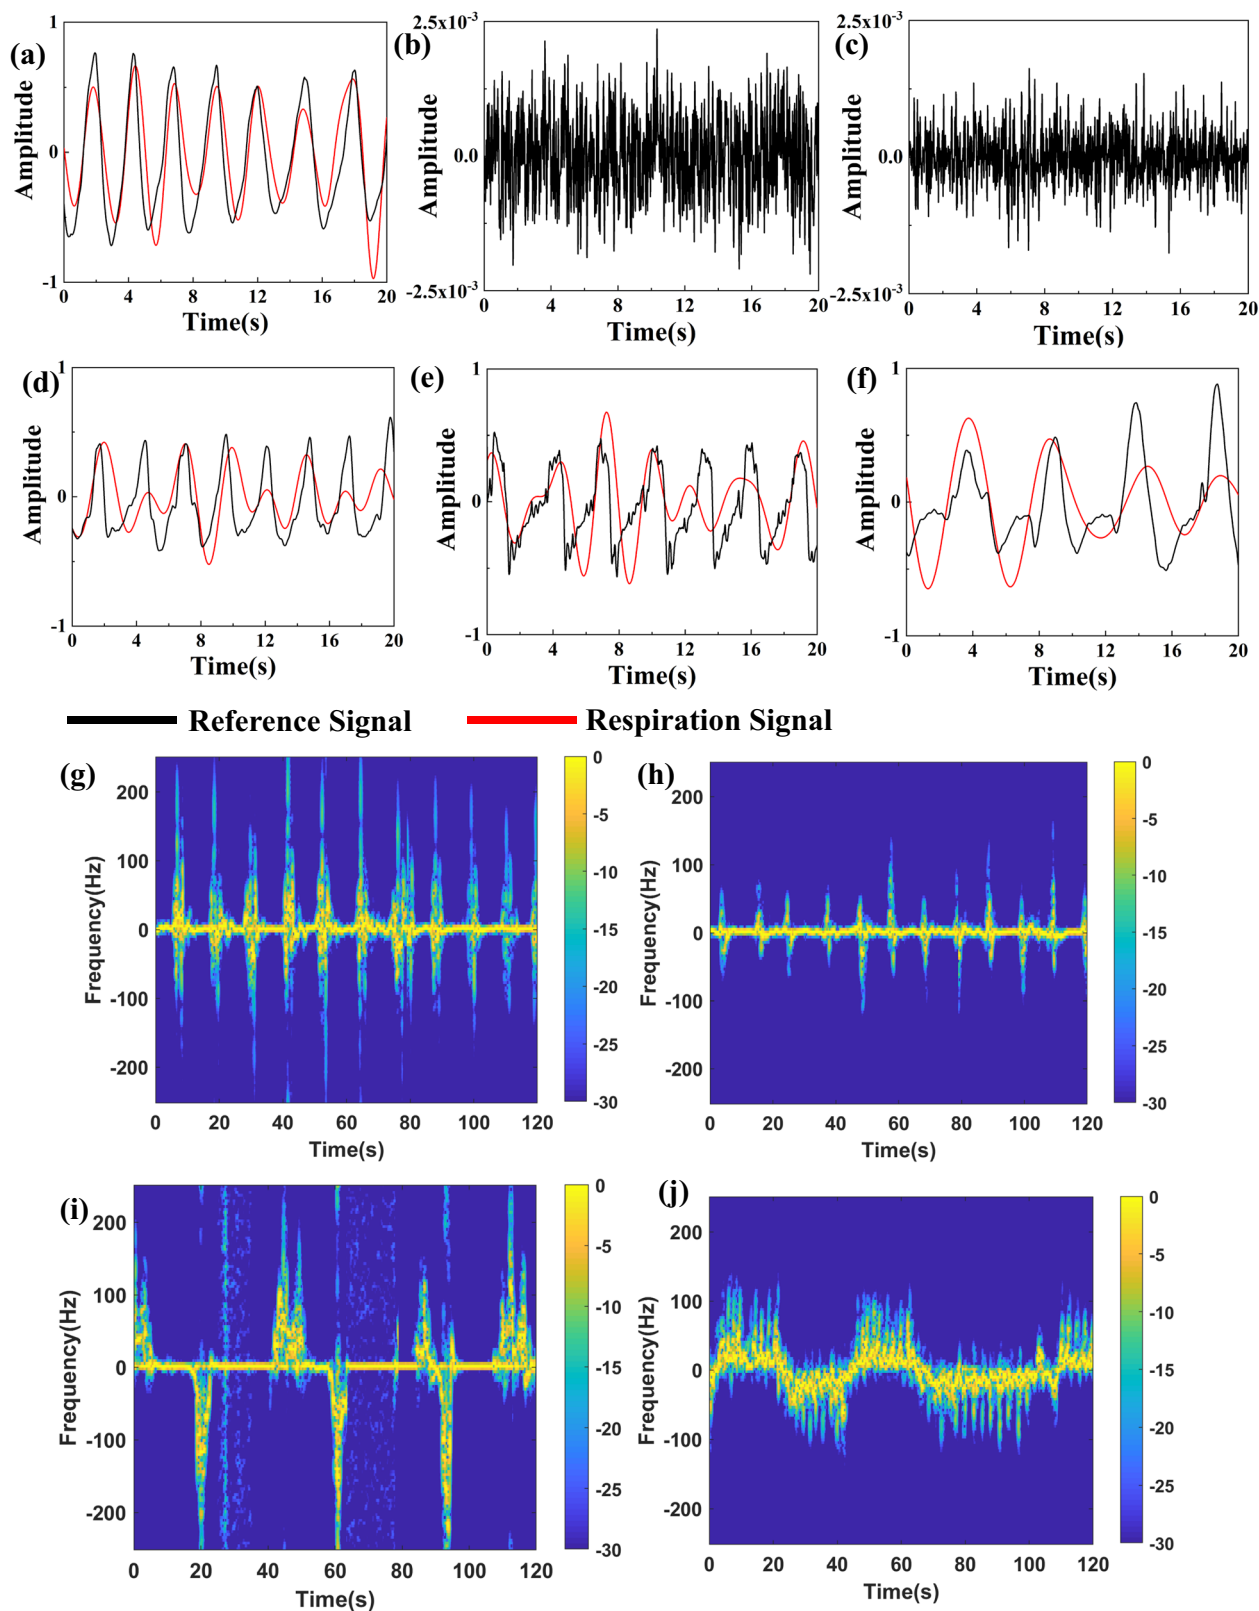 (a)
1
0
-1
Amplitude
0 4 8 12 16 20
Time(s)
(b)
2.5x10⁻³
0.0
-2.5x10⁻³
Amplitude
0 4 8 12 16 20
Time(s)
(c)
2.5x10⁻³
0.0
-2.5x10⁻³
Amplitude
0 4 8 12 16 20
Time(s)
(d)
1
0
-1
Amplitude
0 4 8 12 16 20
Time(s)
(e)
1
0
-1
Amplitude
0 4 8 12 16 20
Time(s)
(f)
1
0
-1
Amplitude
0 4 8 12 16 20
Time(s)
Reference Signal
Respiration Signal
(g)
200
100
0
-100
-200
Frequency(Hz)
0 20 40 60 80 100 120
Time(s)
0
-5
-10
-15
-20
-25
-30
(h)
200
100
0
-100
-200
Frequency(Hz)
0 20 40 60 80 100 120
Time(s)
0
-5
-10
-15
-20
-25
-30
(i)
200
100
0
-100
-200
Frequency(Hz)
0 20 40 60 80 100 120
Time(s)
0
-5
-10
-15
-20
-25
-30
(j)
200
100
0
-100
-200
Frequency(Hz)
0 20 40 60 80 100 120
Time(s)
0
-5
-10
-15
-20
-25
-30